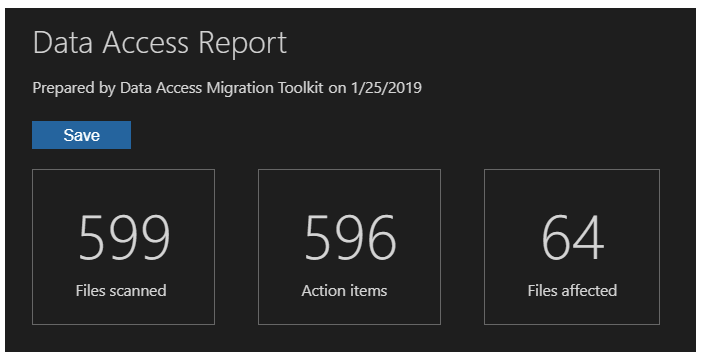 Data Access Report
Prepared by Data Access Migration Toolkit on 1/25/2019
Save
599
Files scanned
596
Action items
64
Files affected